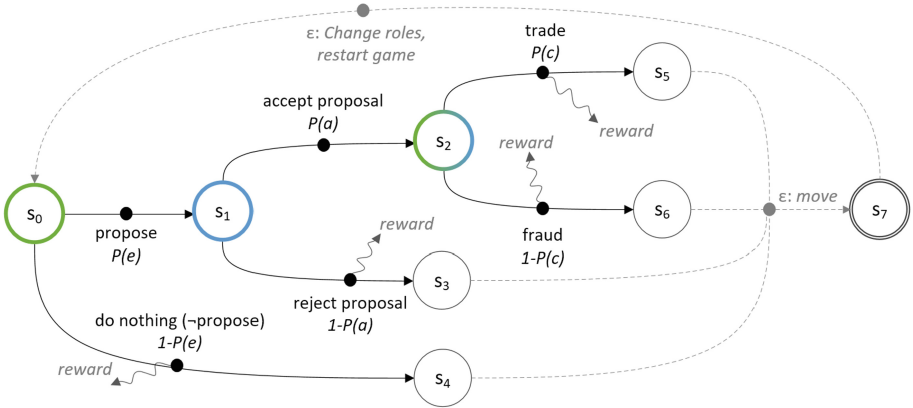 ε: Change roles,
restart game
trade
P(c)
s5
reward
accept proposal
P(a)
s2
reward
s0
propose
P(e)
s1
fraud
1-P(c)
s6
ε: move
s7
reward
reject proposal
1-P(a)
s3
do nothing (¬propose)
1-P(e)
reward
s4